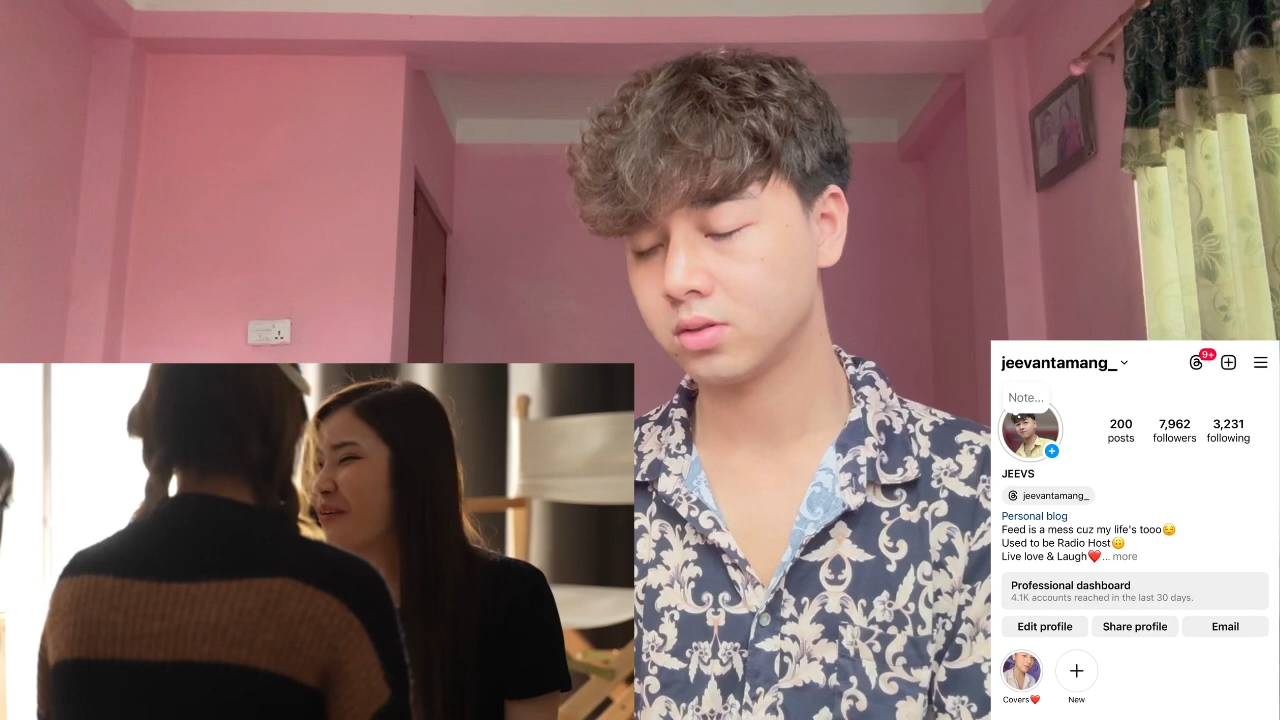 jeevantamang_
9+
Note...
200
posts
7,962
followers
3,231
following
JEEVS
jeevantamang_
Personal blog
Feed is a mess cuz my life's tooo😌
Used to be Radio Host🙂
Live love & Laugh❤️... more
Professional dashboard
4.1K accounts reached in the last 30 days.
Edit profile
Share profile
Email
Covers❤️
New